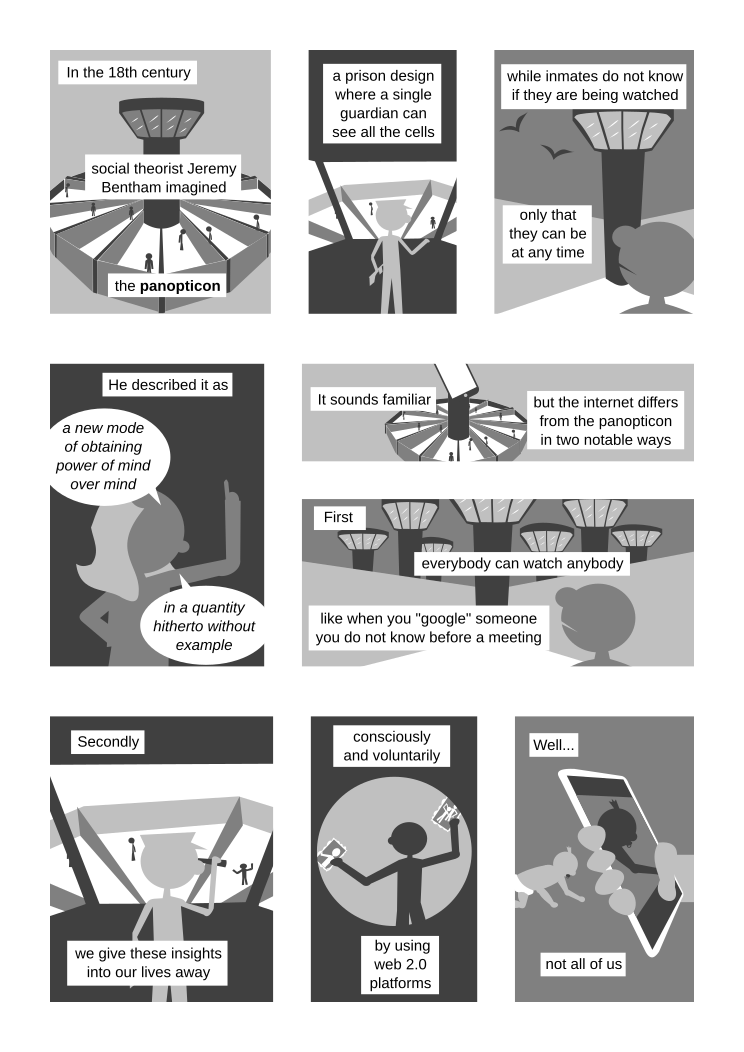 In the 18th century
social theorist Jeremy
Bentham imagined
the panopticon
a prison design
where a single
guardian can
see all the cells
while inmates do not know
if they are being watched
only that
they can be
at any time
He described it as
a new mode
of obtaining
power of mind
over mind
in a quantity
hitherto without
example
It sounds familiar
but the internet differs
from the panopticon
in two notable ways
First
everybody can watch anybody
like when you "google" someone
you do not know before a meeting
Secondly
we give these insights
into our lives away
consciously
and voluntarily
by using
web 2.0
platforms
Well...
not all of us